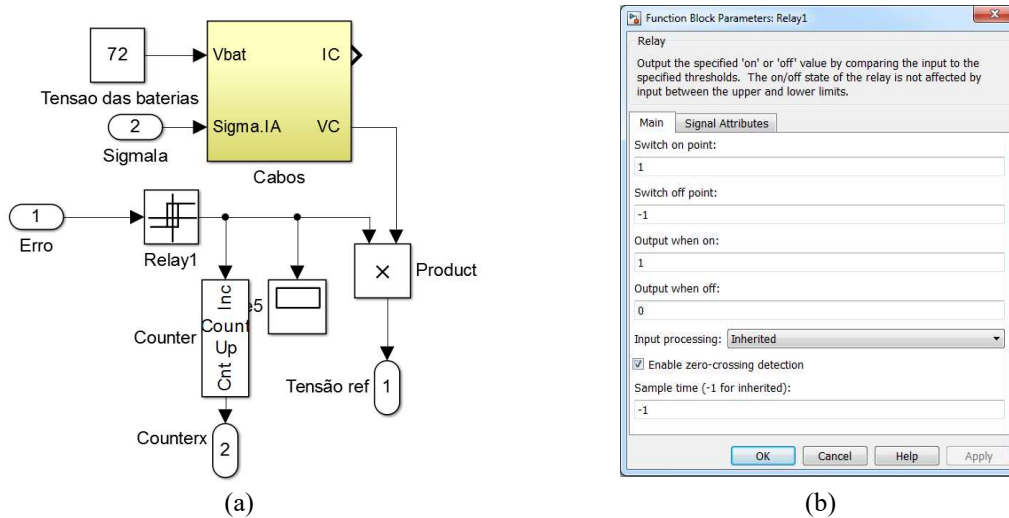 72
Vbat
IC
Tensao das baterias
2
Sigma.IA
VC
SigmaIa
Cabos
1
Erro
Relay1
×
Product
Inc
Count
Up
Cnt
e5
Counter
Tensão ref
1
Counterx
2
(a)
Function Block Parameters: Relay1
Relay
Output the specified 'on' or 'off' value by comparing the input to the
specified thresholds. The on/off state of the relay is not affected by
input between the upper and lower limits.
Main
Signal Attributes
Switch on point:
1
Switch off point:
-1
Output when on:
1
Output when off:
0
Input processing: Inherited
Enable zero-crossing detection
Sample time (-1 for inherited):
-1
OK
Cancel
Help
Apply
(b)